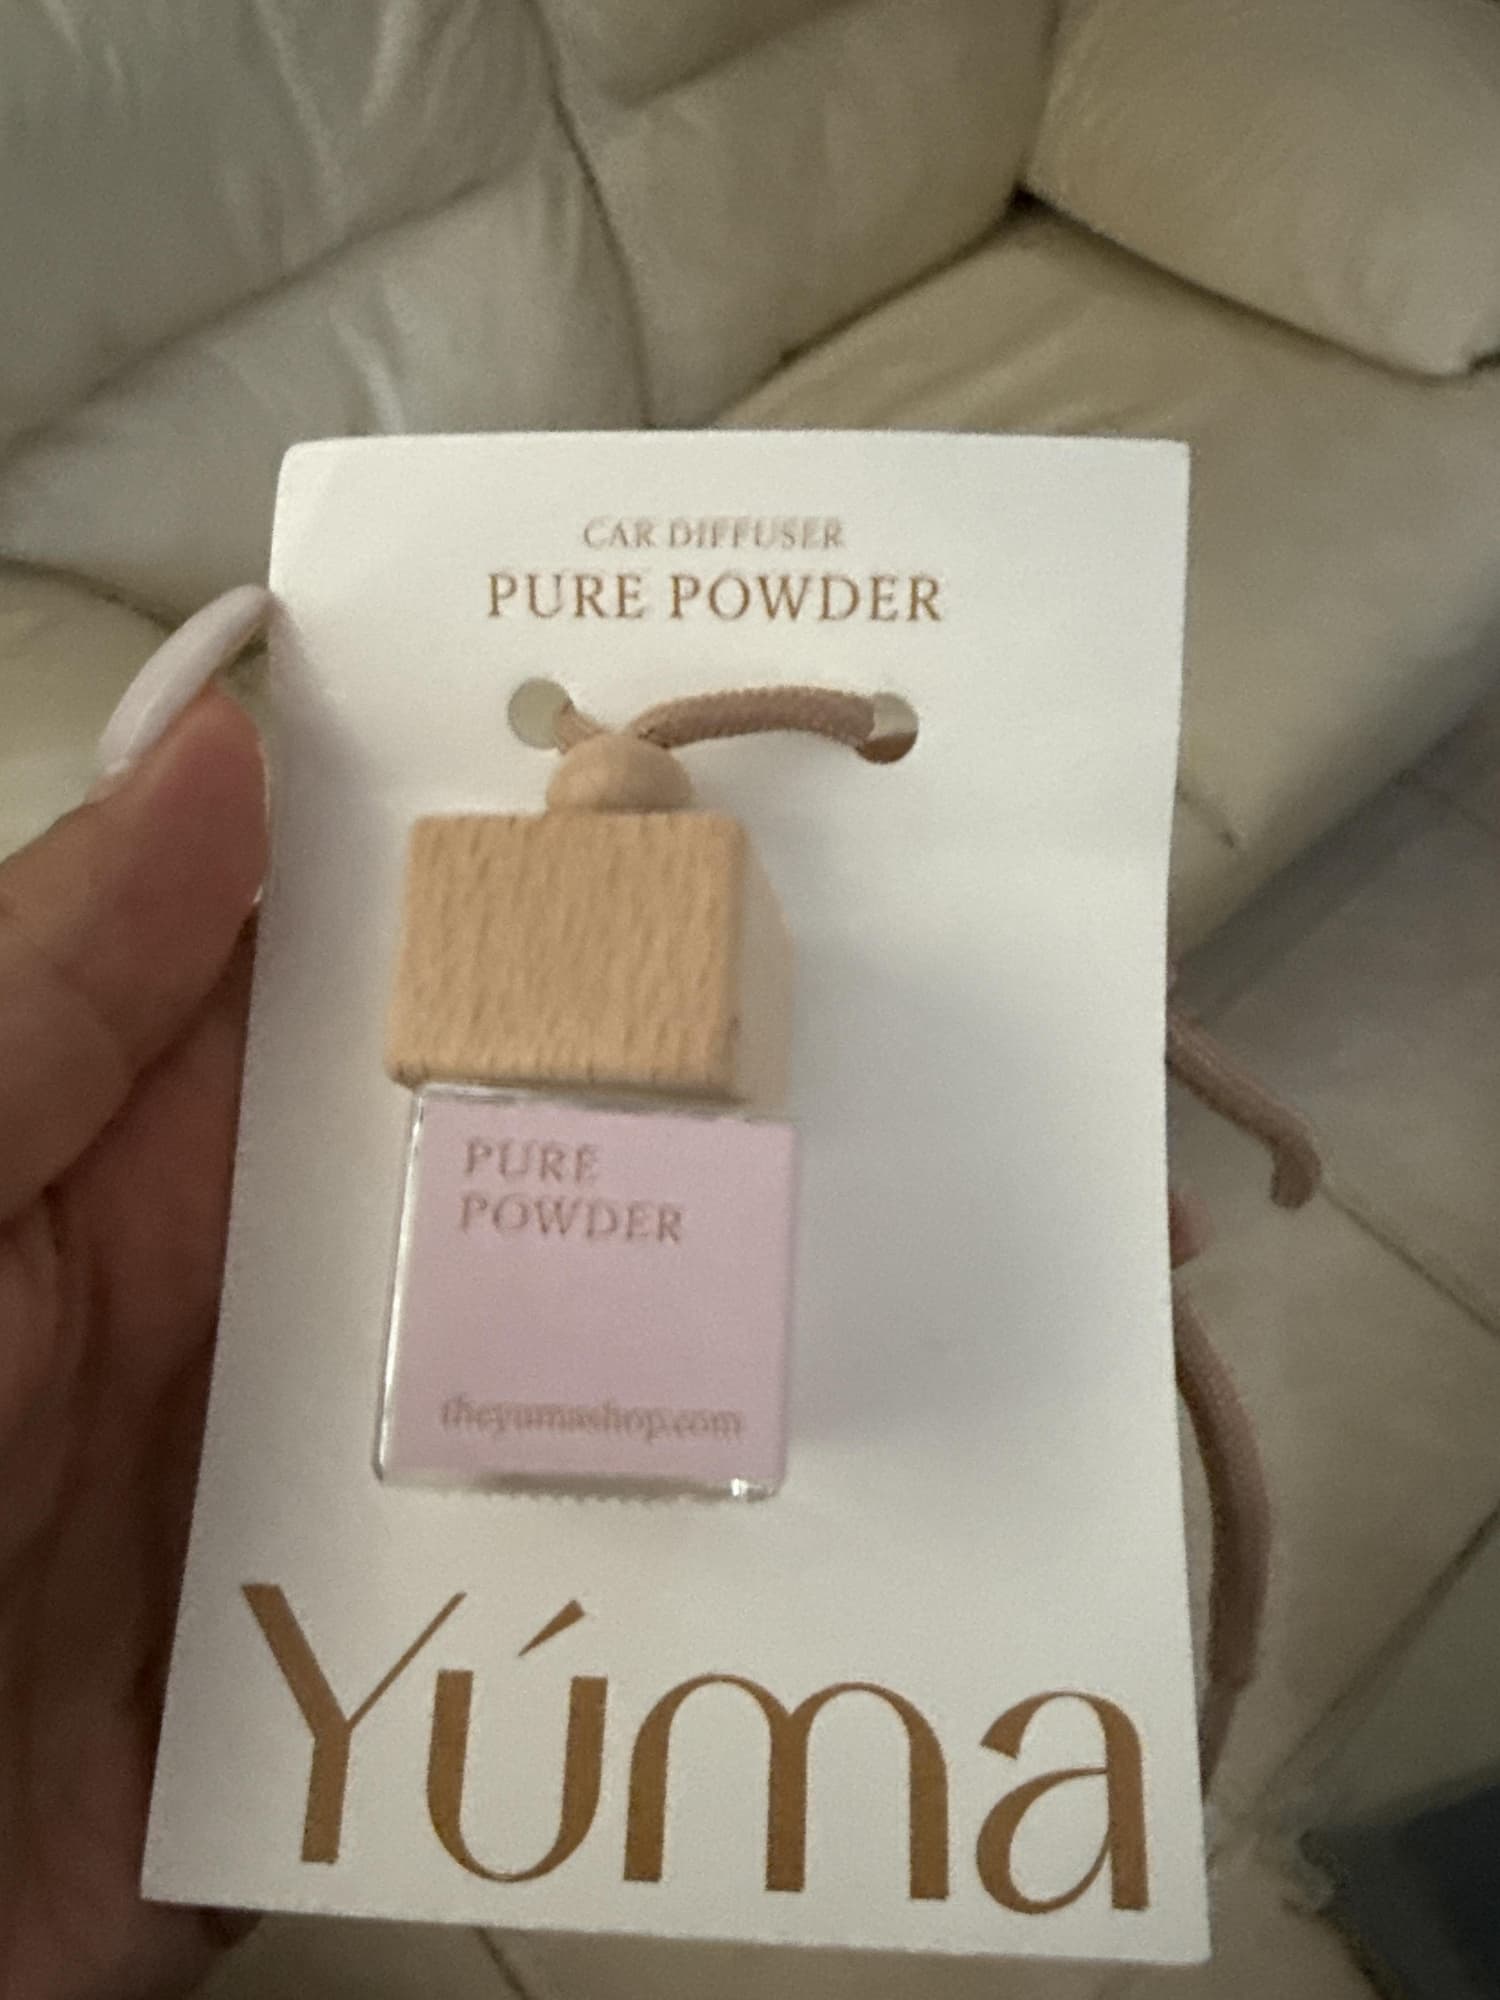 CAR DIFFUSER
PURE POWDER
PURE
POWDER
theyumashop.com
Yúma